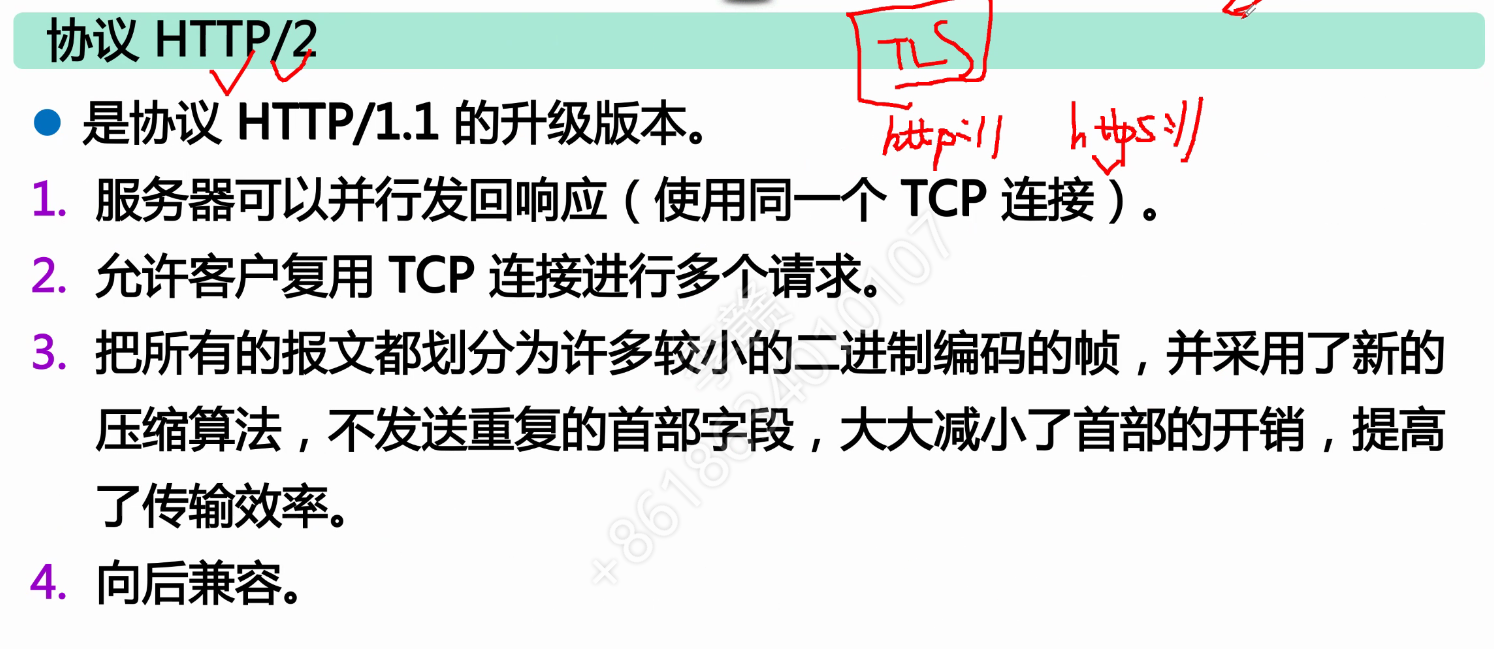 协议 HTTP/2
TLS
● 是协议 HTTP/1.1 的升级版本。
http:// https://
1. 服务器可以并行发回响应（使用同一个 TCP 连接）。
2. 允许客户复用 TCP 连接进行多个请求。
3. 把所有的报文都划分为许多较小的二进制编码的帧，并采用了新的
压缩算法，不发送重复的首部字段，大大减小了首部的开销，提高
了传输效率。
4. 向后兼容。